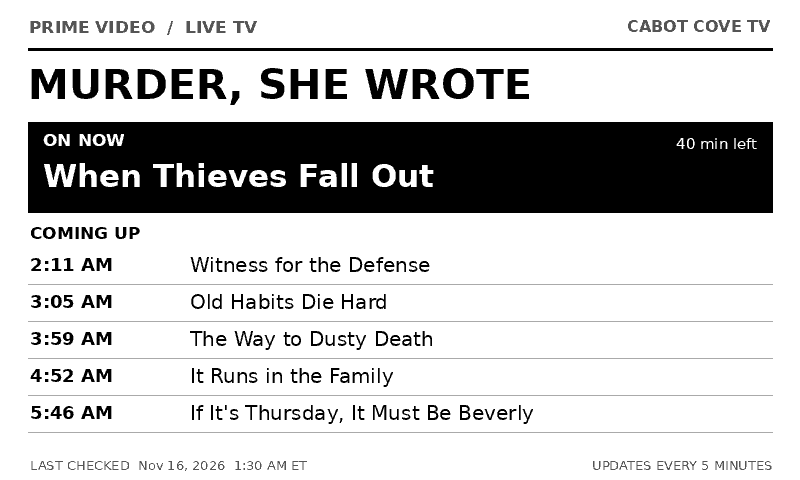 PRIME VIDEO / LIVE TV
CABOT COVE TV
MURDER, SHE WROTE
ON NOW
40 min left
When Thieves Fall Out
COMING UP
2:11 AM Witness for the Defense
3:05 AM Old Habits Die Hard
3:59 AM The Way to Dusty Death
4:52 AM It Runs in the Family
5:46 AM If It's Thursday, It Must Be Beverly
LAST CHECKED Nov 16, 2026 1:30 AM ET
UPDATES EVERY 5 MINUTES